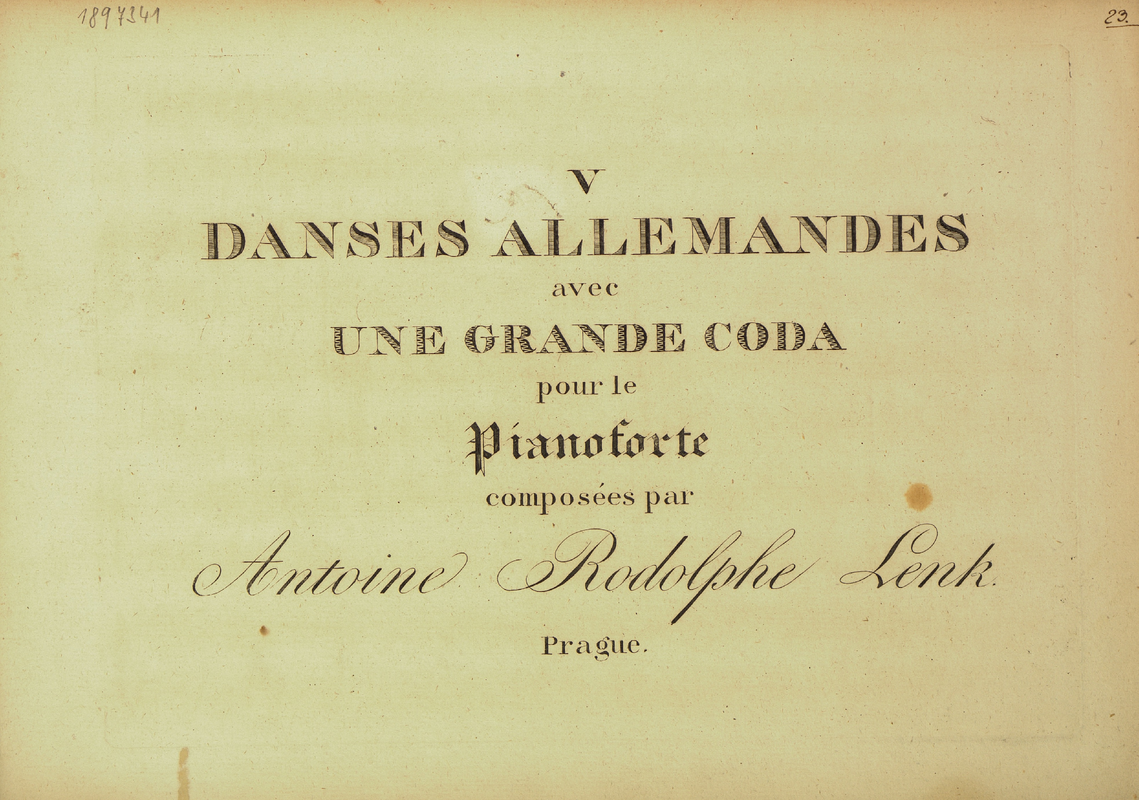 1897341
23.
V
DANSES ALLEMANDES
avec
UNE GRANDE CODA
pour le
Pianoforte
composées par
Antoine Rodolphe Lenk.
Prague.